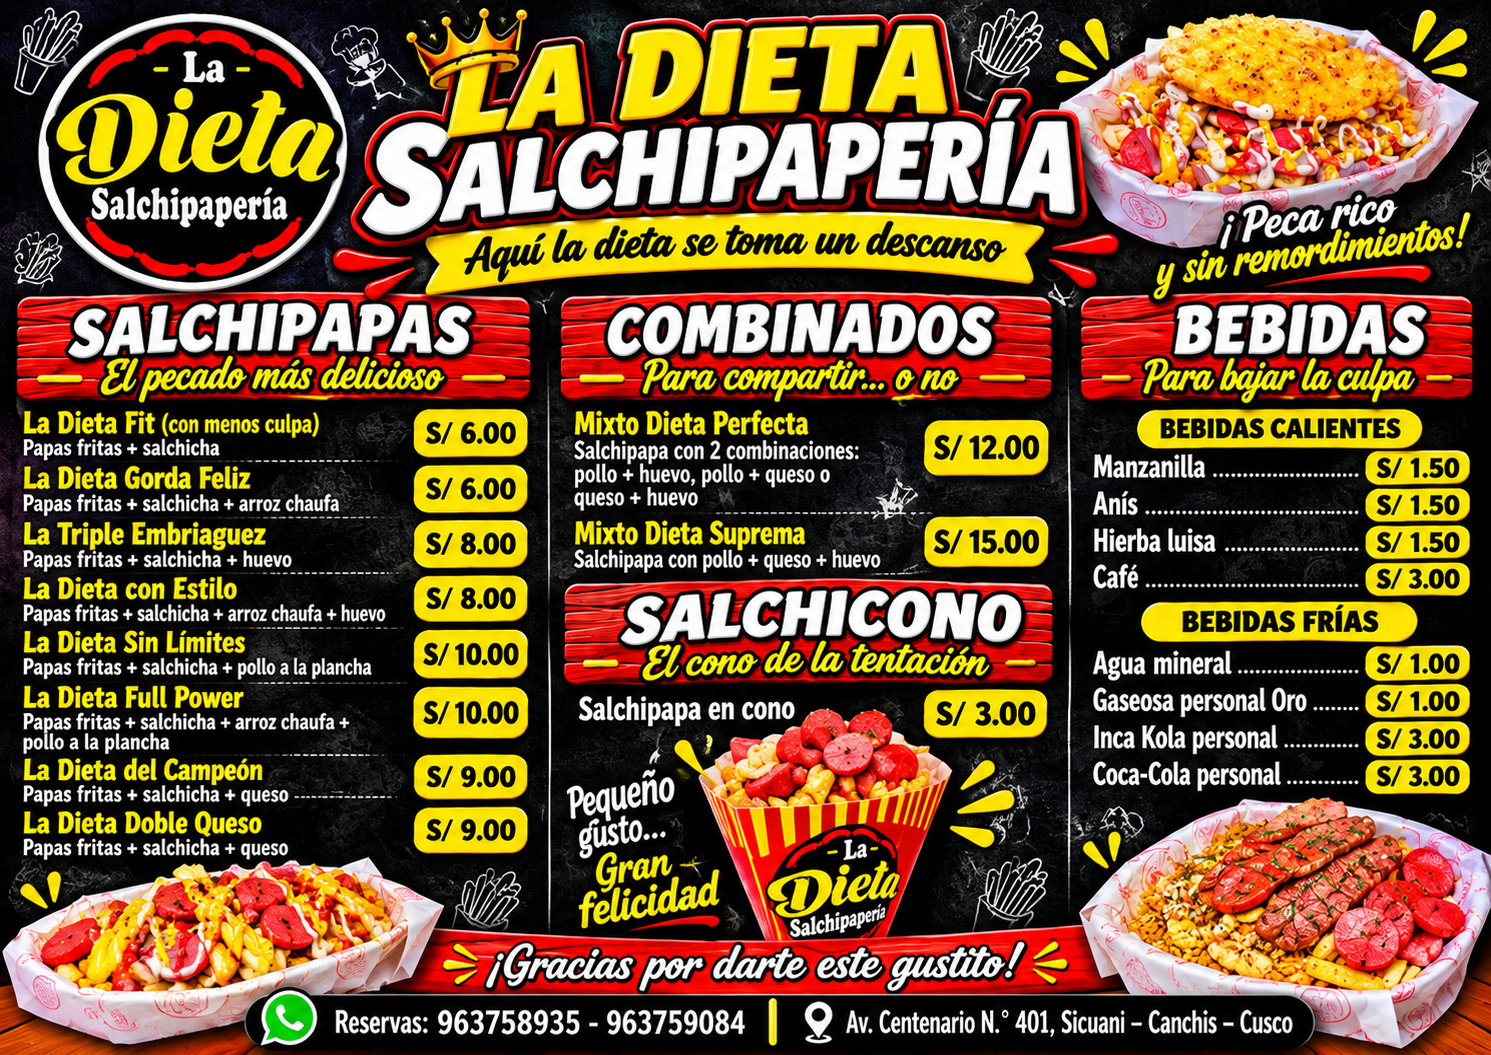 - La -
Dieta
Salchipapería
LA DIETA
SALCHIPAPERÍA
Aquí la dieta se toma un descanso
¡Peca rico
y sin remordimientos!
SALCHIPAPAS
El pecado más delicioso
La Dieta Fit (con menos culpa)
Papas fritas + salchicha
S/ 6.00
La Dieta Gorda Feliz
Papas fritas + salchicha + arroz chaufa
S/ 6.00
La Triple Embriaguez
Papas fritas + salchicha + huevo
S/ 8.00
La Dieta con Estilo
Papas fritas + salchicha + arroz chaufa + huevo
S/ 8.00
La Dieta Sin Límites
Papas fritas + salchicha + pollo a la plancha
S/ 10.00
La Dieta Full Power
Papas fritas + salchicha + arroz chaufa +
pollo a la plancha
S/ 10.00
La Dieta del Campeón
Papas fritas + salchicha + queso
S/ 9.00
La Dieta Doble Queso
Papas fritas + salchicha + queso
S/ 9.00
COMBINADOS
Para compartir... o no
Mixto Dieta Perfecta
Salchipapa con 2 combinaciones:
pollo + huevo, pollo + queso o
queso + huevo
S/ 12.00
Mixto Dieta Suprema
Salchipapa con pollo + queso + huevo
S/ 15.00
SALCHICONO
El cono de la tentación
Salchipapa en cono
S/ 3.00
Pequeño
gusto...
Gran
felicidad
- La -
Dieta
Salchipapería
BEBIDAS
Para bajar la culpa
BEBIDAS CALIENTES
Manzanilla ........................ S/ 1.50
Anís ........................ S/ 1.50
Hierba luisa ........................ S/ 1.50
Café ........................ S/ 3.00
BEBIDAS FRÍAS
Agua mineral ........................ S/ 1.00
Gaseosa personal Oro ........ S/ 1.00
Inca Kola personal ............. S/ 3.00
Coca-Cola personal ............ S/ 3.00
¡Gracias por darte este gustito!
Reservas: 963758935 - 963759084
Av. Centenario N.° 401, Sicuani – Canchis – Cusco